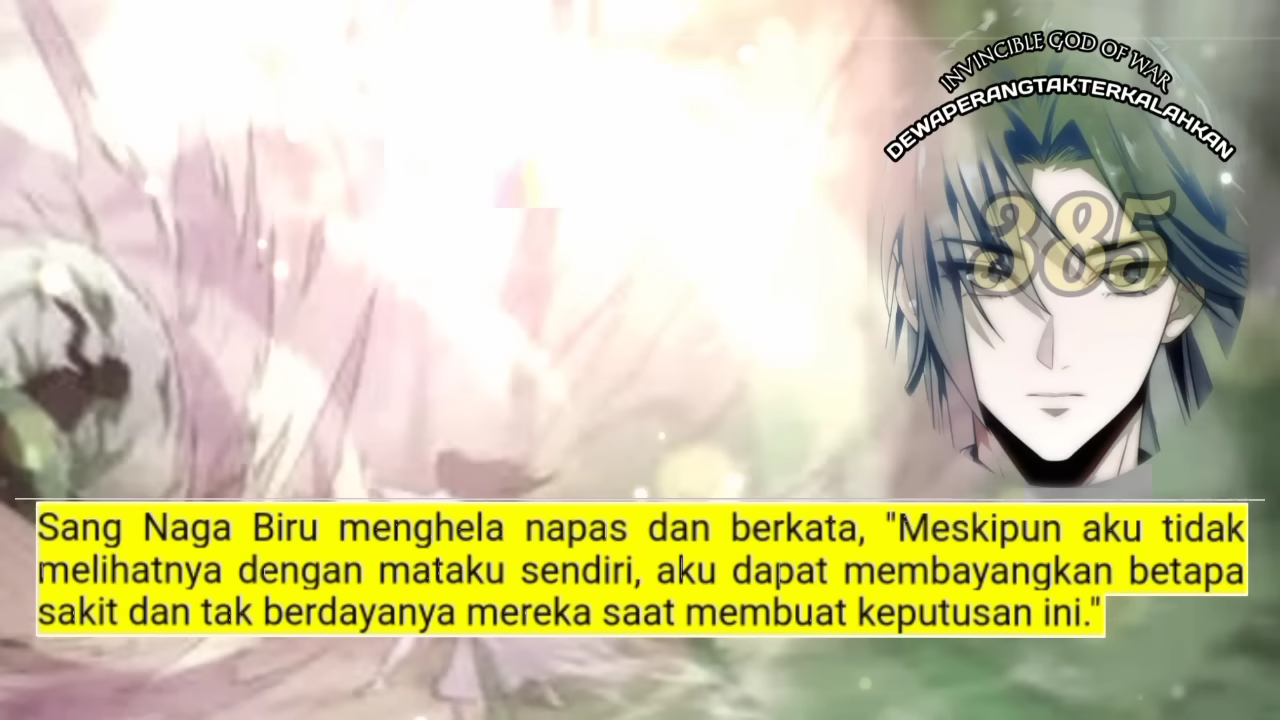 INVINCIBLE GOD OF WAR
DEWAPERANGTAKTERKALAHKAN
385
Sang Naga Biru menghela napas dan berkata, "Meskipun aku tidak
melihatnya dengan mataku sendiri, aku dapat membayangkan betapa
sakit dan tak berdayanya mereka saat membuat keputusan ini."